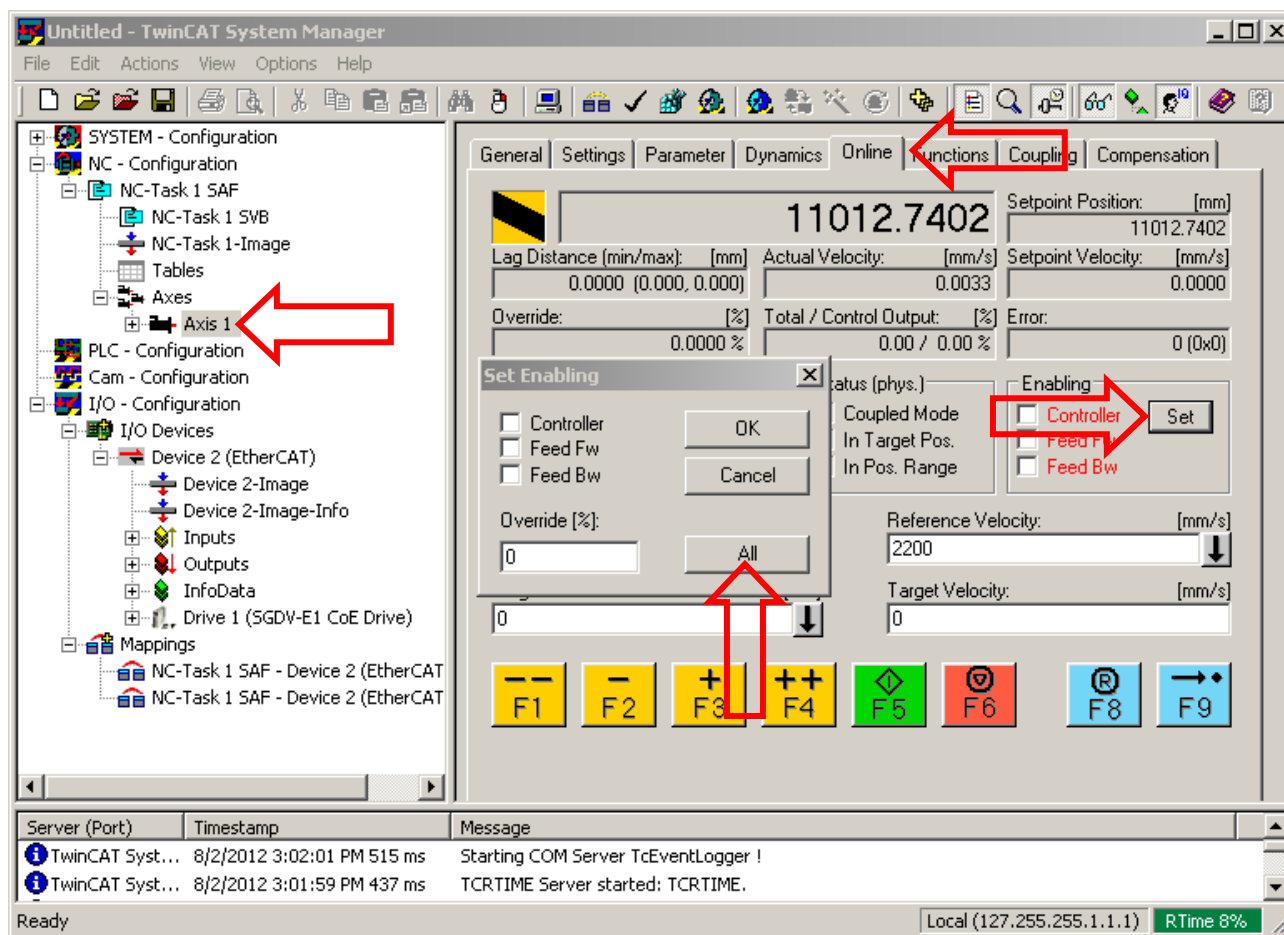 Untitled - TwinCAT System Manager
File Edit Actions View Options Help
SYSTEM - Configuration
NC - Configuration
NC-Task 1 SAF
NC-Task 1 SVB
NC-Task 1-Image
Tables
Axes
Axis 1
PLC - Configuration
Cam - Configuration
I/O - Configuration
I/O Devices
Device 2 (EtherCAT)
Device 2-Image
Device 2-Image-Info
Inputs
Outputs
InfoData
Drive 1 (SGDV-E1 CoE Drive)
Mappings
NC-Task 1 SAF - Device 2 (EtherCAT
NC-Task 1 SAF - Device 2 (EtherCAT
General Settings Parameter Dynamics Online Functions Coupling Compensation
11012.7402
Setpoint Position: [mm]
11012.7402
Lag Distance (min/max): [mm] Actual Velocity: [mm/s] Setpoint Velocity: [mm/s]
0.0000 (0.000, 0.000) 0.0033 0.0000
Override: [%] Total / Control Output: [%] Error:
0.0000 % 0.00 / 0.00 % 0 (0x0)
Set Enabling
Controller
Feed Fw
Feed Bw
OK
Cancel
Override [%]:
0
All
tatus (phys.)
Coupled Mode
In Target Pos.
In Pos. Range
Enabling
Controller
Feed Fw
Feed Bw
Set
Reference Velocity: [mm/s]
2200
0
Target Velocity: [mm/s]
0
F1 F2 F3 F4 F5 F6 F8 F9
Server (Port) Timestamp Message
TwinCAT Syst... 8/2/2012 3:02:01 PM 515 ms Starting COM Server TcEventLogger !
TwinCAT Syst... 8/2/2012 3:01:59 PM 437 ms TCRTIME Server started: TCRTIME.
Ready
Local (127.255.255.1.1.1) RTime 8%